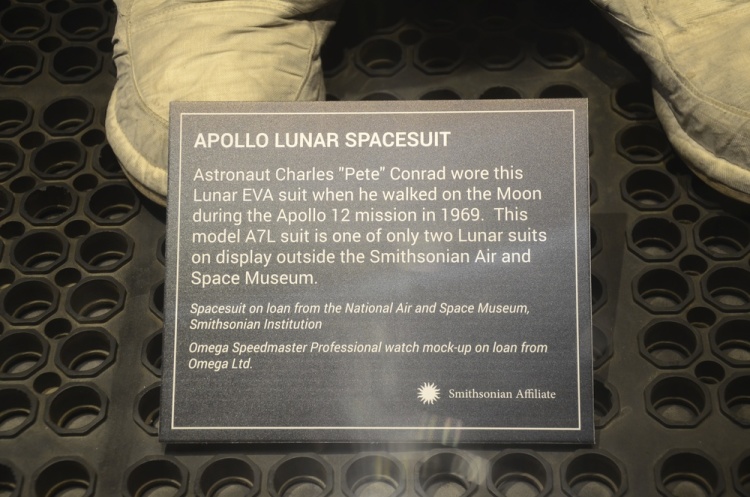 APOLLO LUNAR SPACESUIT
Astronaut Charles "Pete" Conrad wore this
Lunar EVA suit when he walked on the Moon
during the Apollo 12 mission in 1969.  This
model A7L suit is one of only two Lunar suits
on display outside the Smithsonian Air and
Space Museum.
Spacesuit on loan from the National Air and Space Museum,
Smithsonian Institution
Omega Speedmaster Professional watch mock-up on loan from
Omega Ltd.
Smithsonian Affiliate